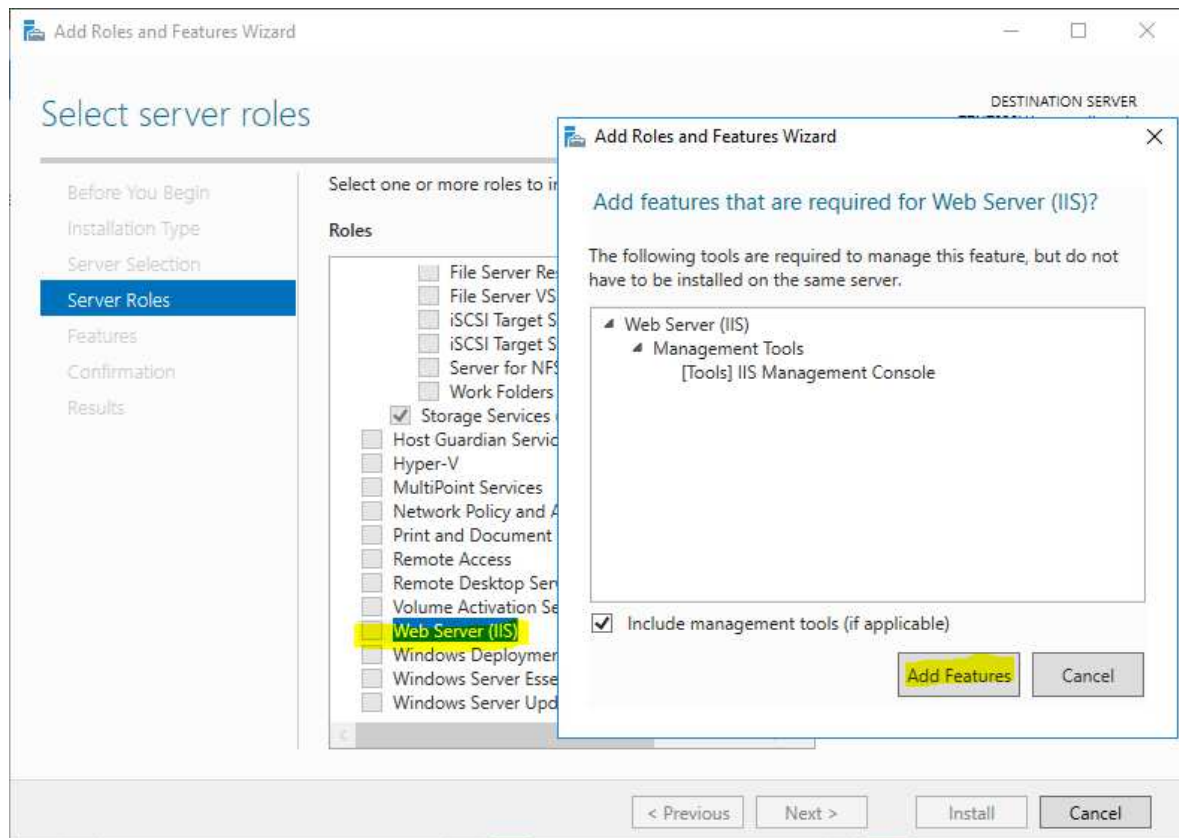 Add Roles and Features Wizard
Select server roles
DESTINATION SERVER
Before You Begin
Installation Type
Server Selection
Server Roles
Features
Confirmation
Results
Select one or more roles to
Roles
File Server Re
File Server VS
iSCSI Target S
iSCSI Target S
Server for NFS
Work Folders
Storage Services
Host Guardian Servic
Hyper-V
MultiPoint Services
Network Policy and A
Print and Document
Remote Access
Remote Desktop Ser
Volume Activation Se
Web Server (IIS)
Windows Deploymen
Windows Server Esse
Windows Server Upd
Add Roles and Features Wizard
Add features that are required for Web Server (IIS)?
The following tools are required to manage this feature, but do not
have to be installed on the same server.
Web Server (IIS)
Management Tools
[Tools] IIS Management Console
Include management tools (if applicable)
Add Features
Cancel
< Previous
Next >
Install
Cancel